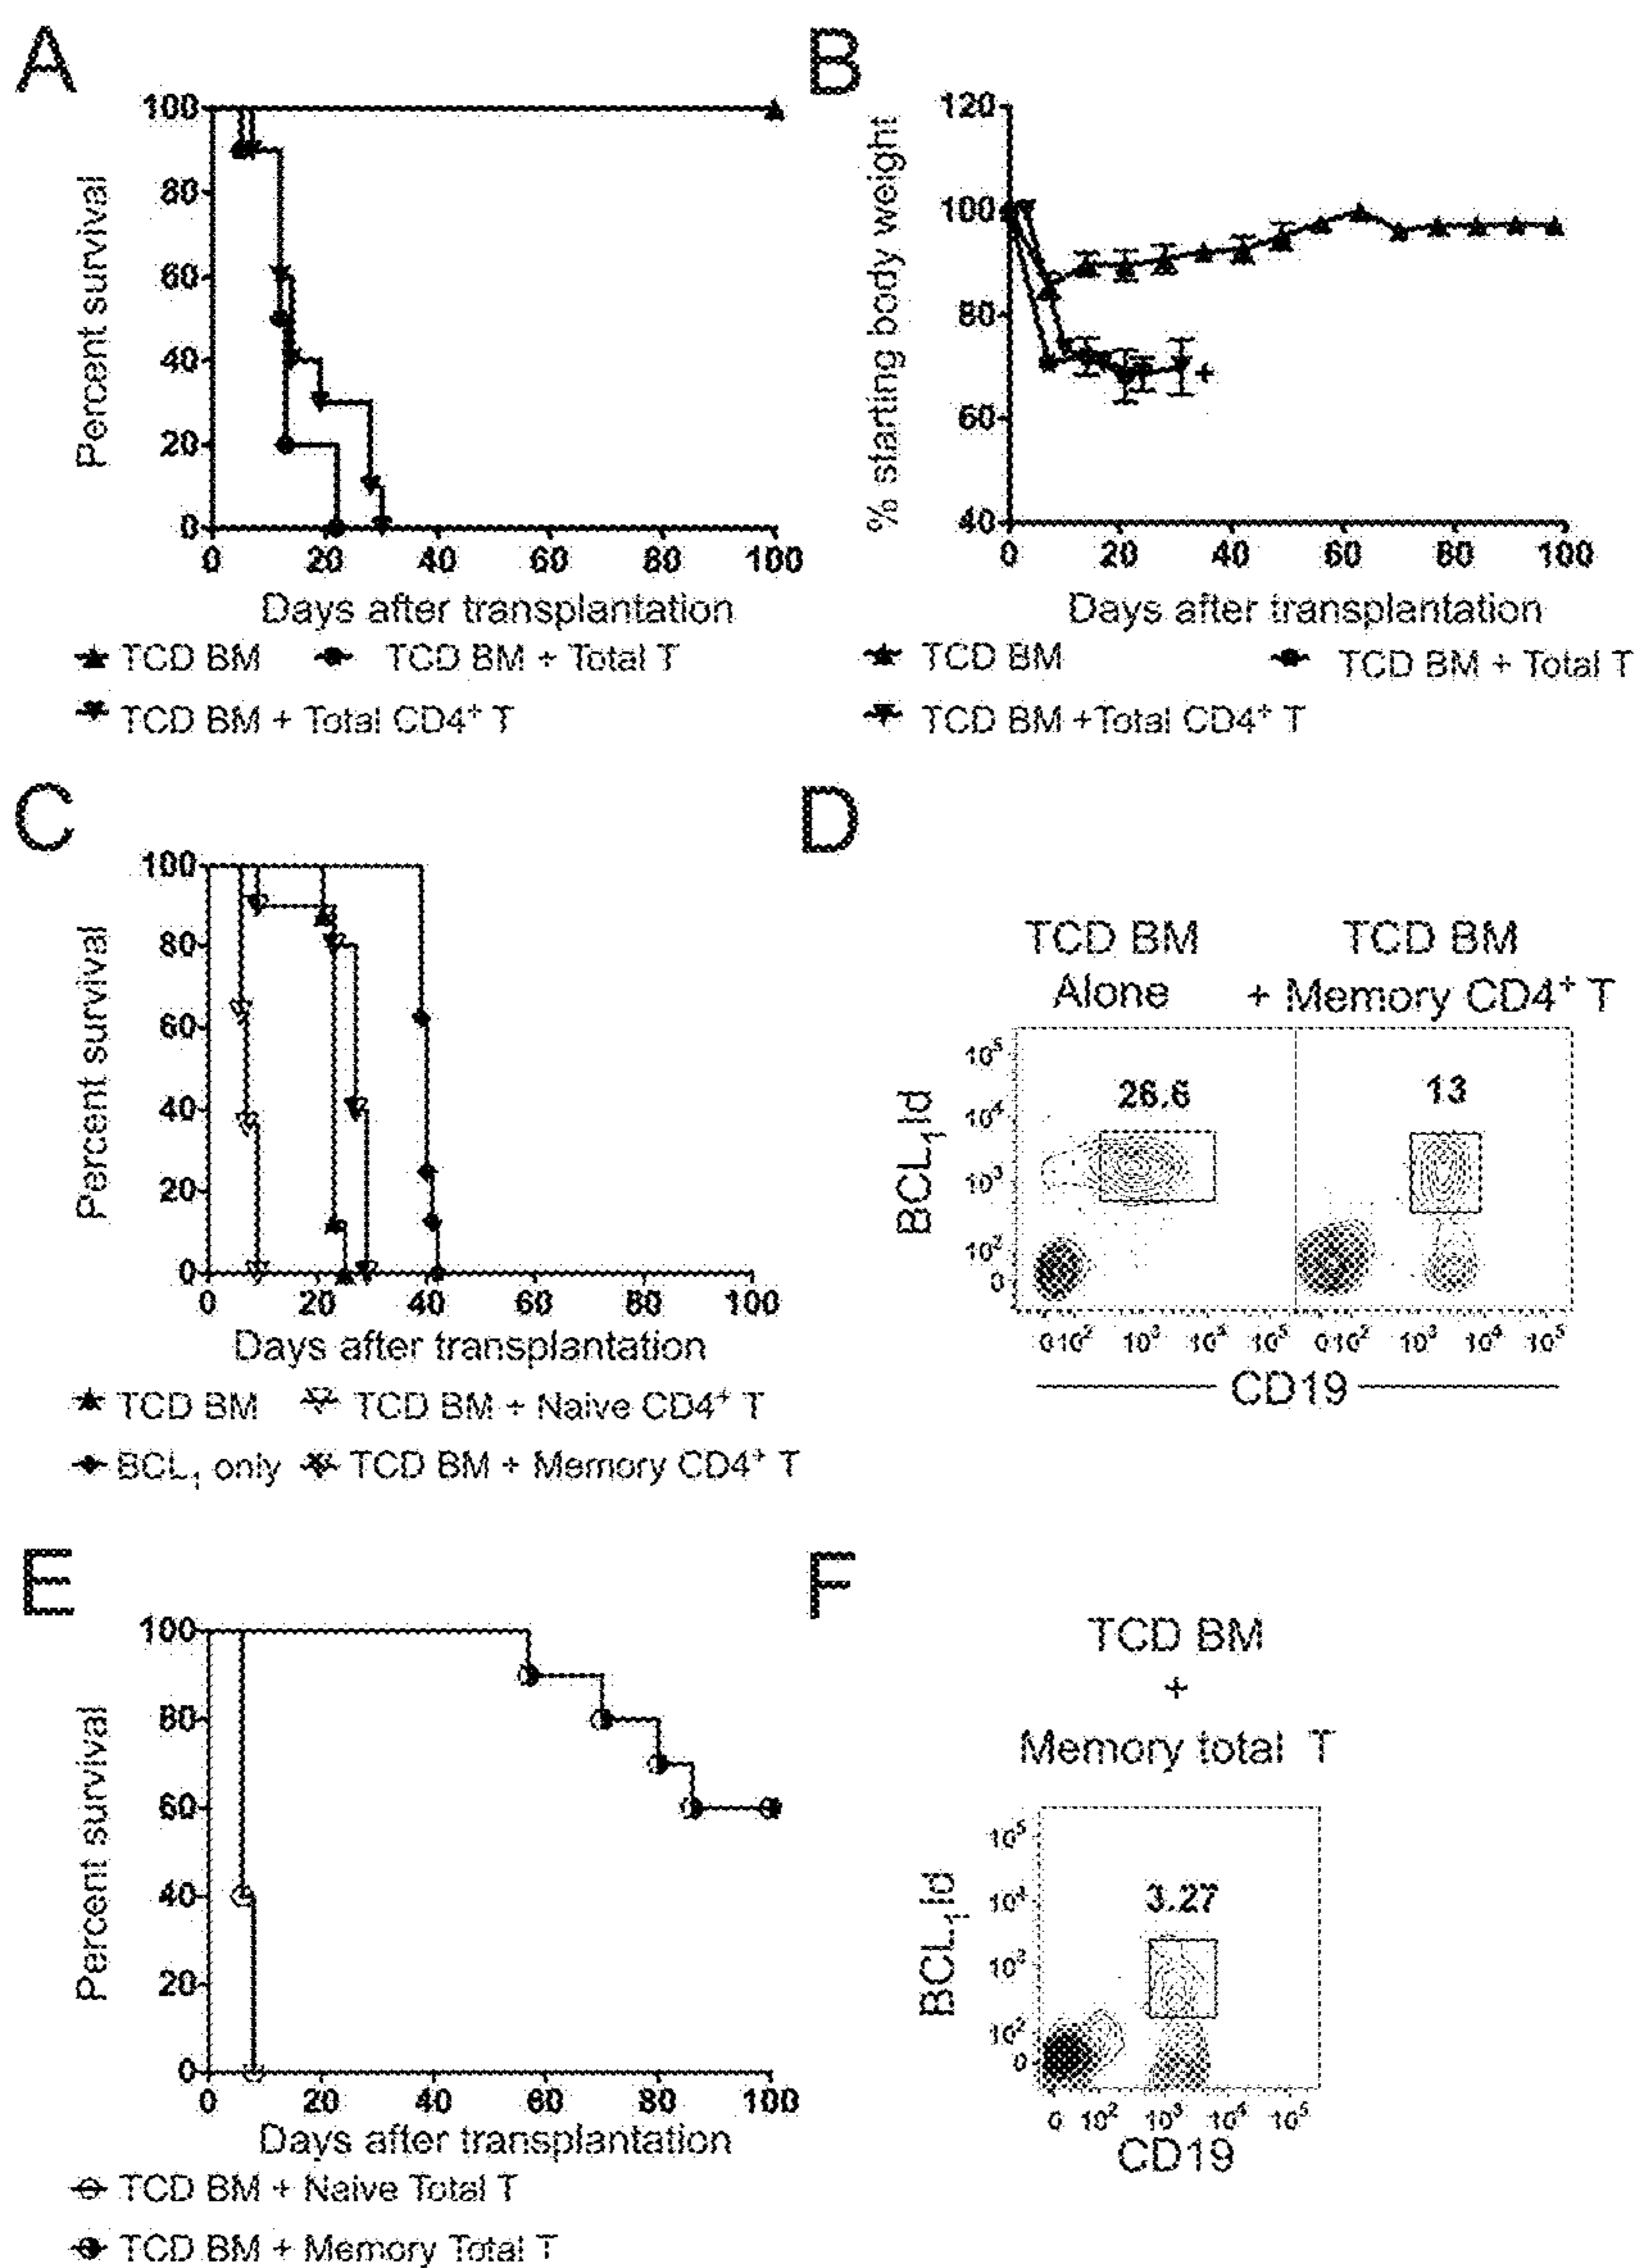 A
100
80
60
40
20
0
0 20 40 60 80 100
Percent survival
Days after transplantation
TCD BM
TCD BM + Total T
TCD BM + Total CD4⁺ T
B
120
100
80
60
40
0 20 40 60 80 100
% starting body weight
+
Days after transplantation
TCD BM
TCD BM + Total T
TCD BM +Total CD4⁺ T
C
100
80
60
40
20
0
0 20 40 60 80 100
Percent survival
Days after transplantation
TCD BM
TCD BM + Naive CD4⁺ T
BCL₁ only
TCD BM + Memory CD4⁺ T
D
TCD BM
Alone
TCD BM
+ Memory CD4⁺ T
BCL₁Id
10⁵
10⁴
10³
10²
0
26.6
13
0 10² 10³ 10⁴ 10⁵ 0 10² 10³ 10⁴ 10⁵
CD19
E
100
80
60
40
20
0
0 20 40 60 80 100
Percent survival
Days after transplantation
TCD BM + Naive Total T
TCD BM + Memory Total T
F
TCD BM
+
Memory total T
BCL₁Id
10⁵
10⁴
10³
10²
0
3.27
0 10² 10³ 10⁴ 10⁵
CD19